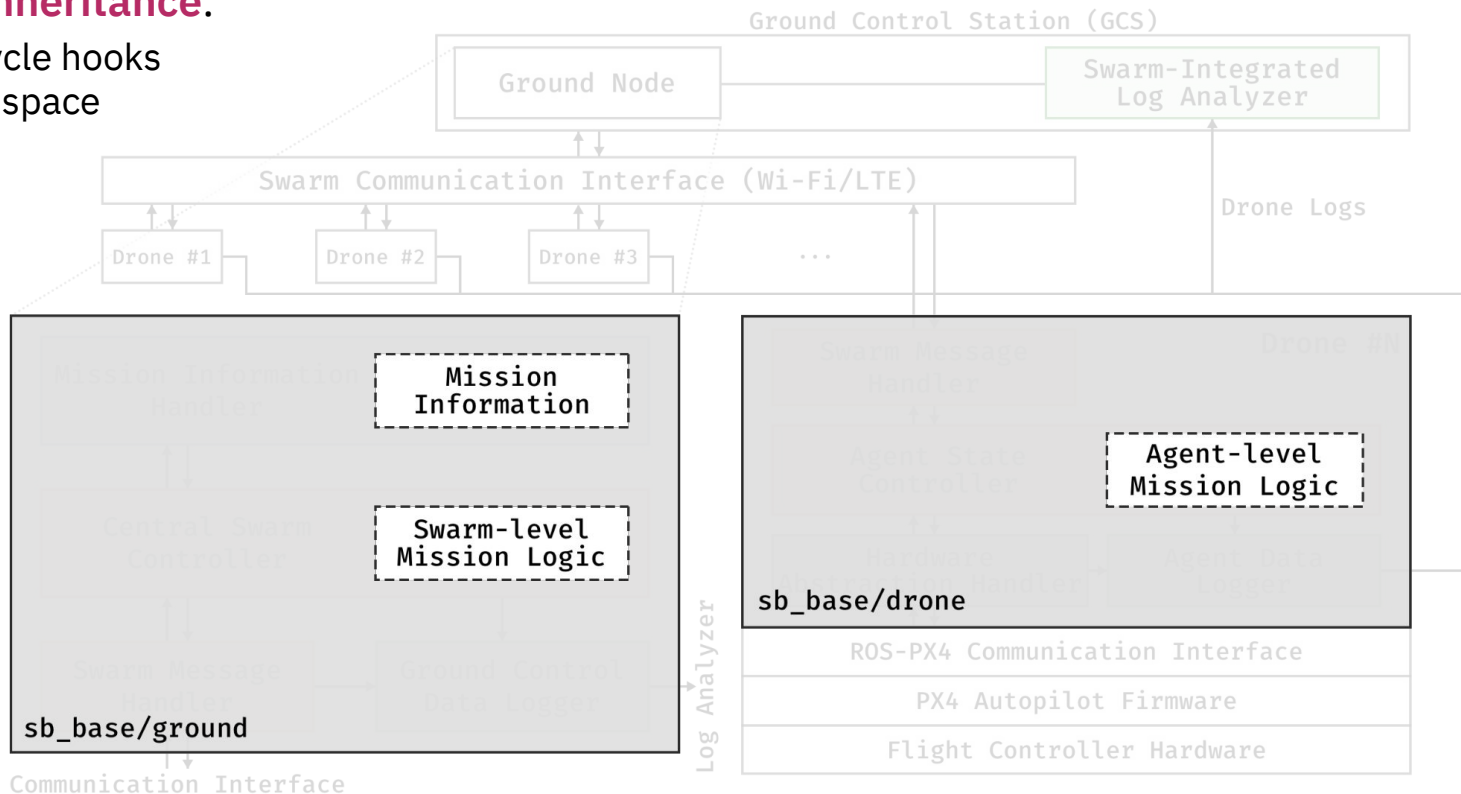 nheritance.
ycle hooks
space
Ground Control Station (GCS)
Ground Node
Swarm-Integrated
Log Analyzer
Swarm Communication Interface (Wi-Fi/LTE)
Drone Logs
Drone #1
Drone #2
Drone #3
...
Mission Information
Handler
Mission
Information
Central Swarm
Controller
Swarm-level
Mission Logic
Swarm Message
Handler
Ground Control
Data Logger
sb_base/ground
Communication Interface
Log Analyzer
Drone #N
Swarm Message
Handler
Agent State
Controller
Agent-level
Mission Logic
Hardware
Abstraction Handler
Agent Data
Logger
sb_base/drone
ROS-PX4 Communication Interface
PX4 Autopilot Firmware
Flight Controller Hardware